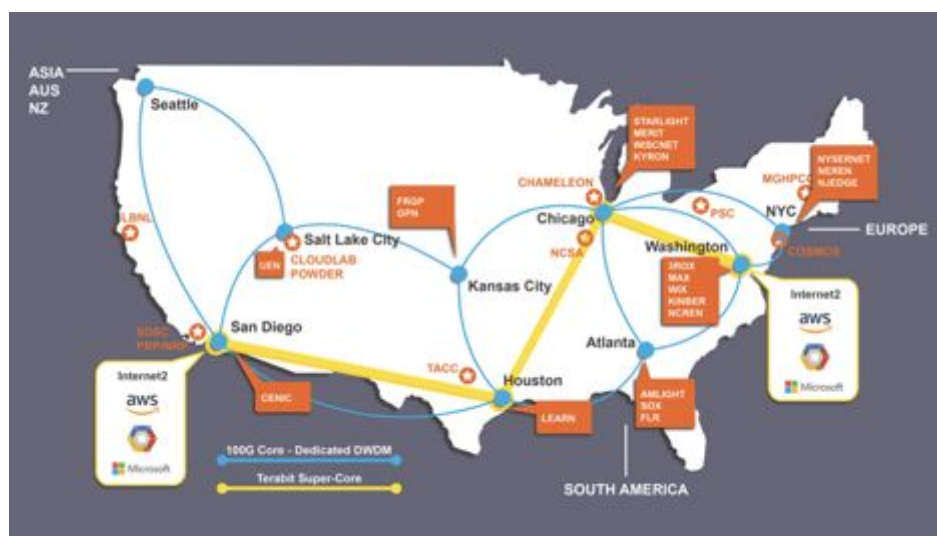 ASIA
AUS
NZ
Seattle
STARLIGHT
MERIT
WISCNET
KYRON
NYSERNET
NEREN
NJEDGE
CHAMELEON
MGHPCC
FRGP
GPN
LBNL
Chicago
PSC
NYC
EUROPE
Salt Lake City
UEN
CLOUDLAB
POWDER
NCSA
Washington
COSMOS
Kansas City
3ROX
MAX
WIX
KINBER
NCREN
Internet2
aws
Microsoft
San Diego
SDSC
PRP/NRP
Atlanta
Internet2
aws
Microsoft
TACC
Houston
CENIC
LEARN
AMLIGHT
SOX
FLR
100G Core - Dedicated DWDM
Terabit Super-Core
SOUTH AMERICA